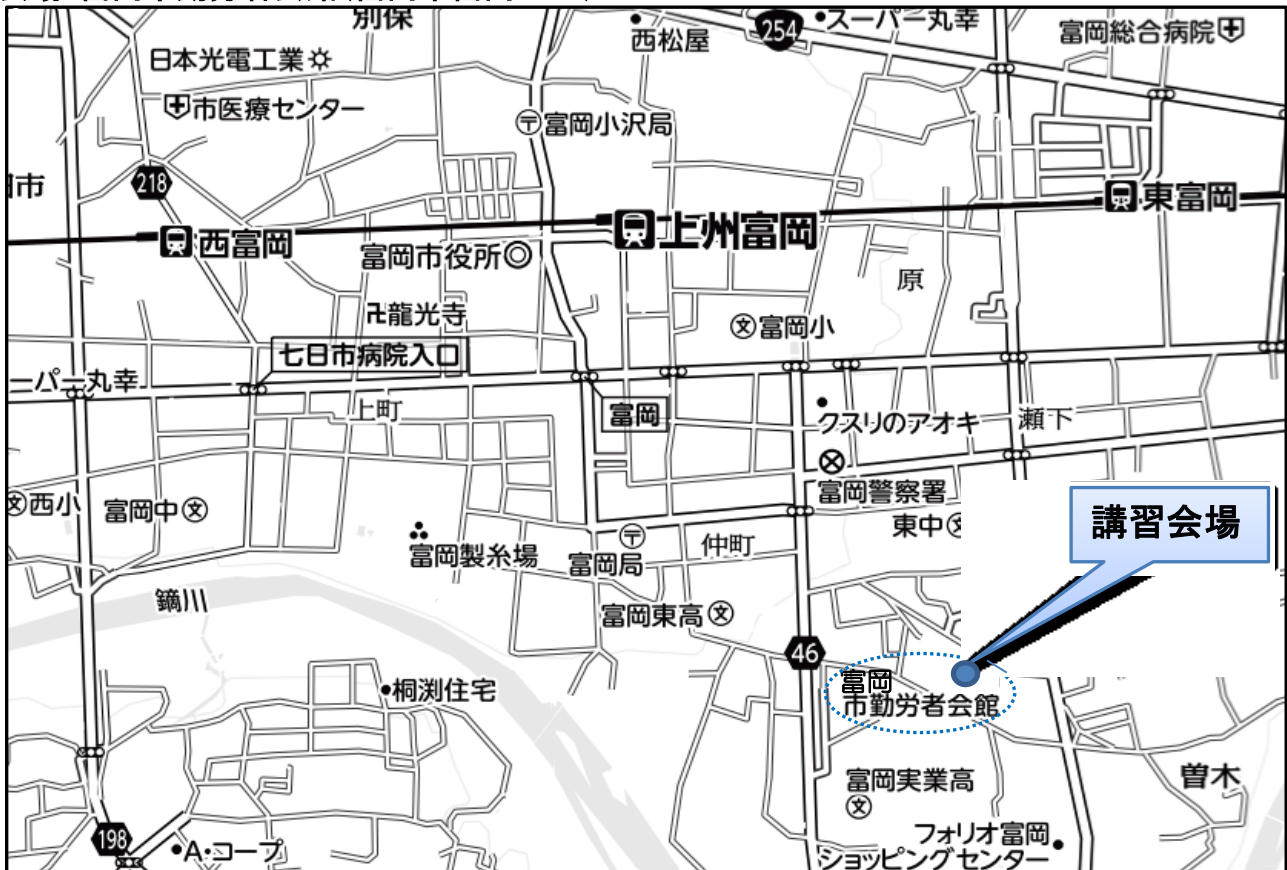 別保
254
スーパー丸幸
西松屋
富岡総合病院
日本光電工業
市医療センター
富岡小沢局
市
218
東富岡
西富岡
上州富岡
富岡市役所
原
卍龍光寺
富岡小
七日市病院入口
ーパー丸幸
上町
富岡
クスリのアオキ
瀬下
文西小
富岡中文
富岡警察署
東中
講習会場
富岡製糸場
富岡局
仲町
鏑川
富岡東高文
46
桐渕住宅
富岡
市勤労者会館
富岡実業高
文
曽木
198
A・コープ
フォリオ富岡
ショッピングセンター